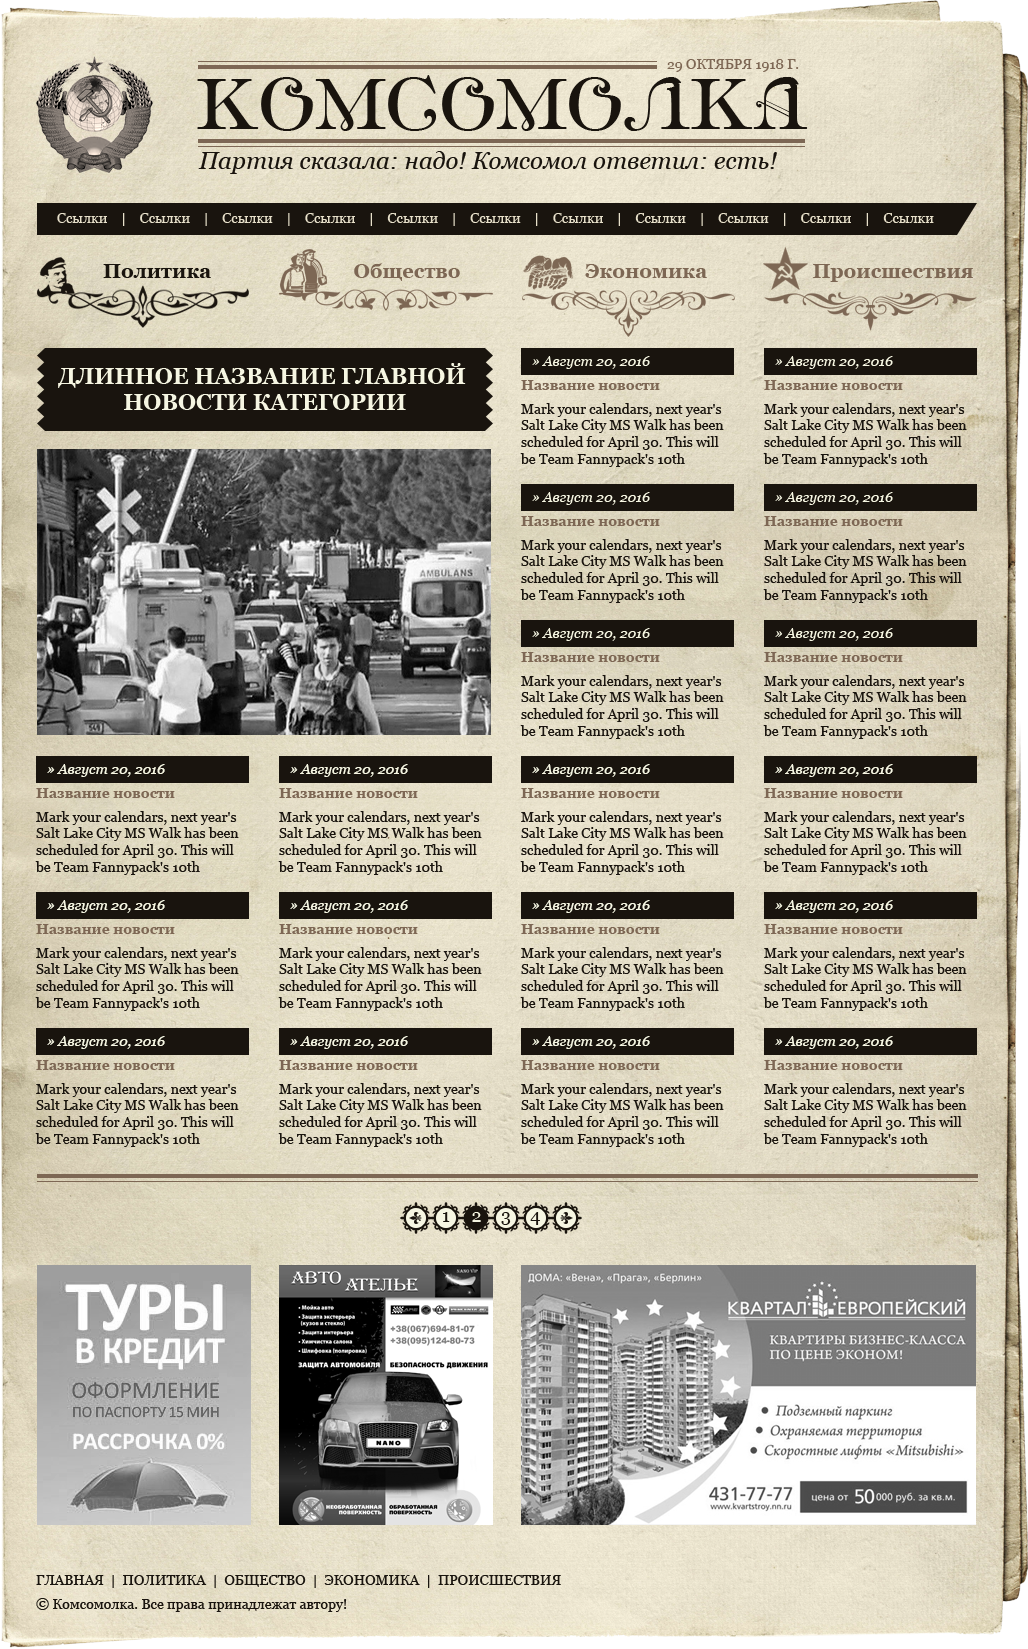 29 ОКТЯБРЯ 1918 Г.
КОМСОМОЛКА
Партия сказала: надо! Комсомол ответил: есть!
Ссылки | Ссылки | Ссылки | Ссылки | Ссылки | Ссылки | Ссылки | Ссылки | Ссылки | Ссылки | Ссылки
Политика
Общество
Экономика
Происшествия
ДЛИННОЕ НАЗВАНИЕ ГЛАВНОЙ
НОВОСТИ КАТЕГОРИИ
AMBULANS
» Август 20, 2016
Название новости
Mark your calendars, next year's
Salt Lake City MS Walk has been
scheduled for April 30. This will
be Team Fannypack's 10th
» Август 20, 2016
Название новости
Mark your calendars, next year's
Salt Lake City MS Walk has been
scheduled for April 30. This will
be Team Fannypack's 10th
» Август 20, 2016
Название новости
Mark your calendars, next year's
Salt Lake City MS Walk has been
scheduled for April 30. This will
be Team Fannypack's 10th
» Август 20, 2016
Название новости
Mark your calendars, next year's
Salt Lake City MS Walk has been
scheduled for April 30. This will
be Team Fannypack's 10th
» Август 20, 2016
Название новости
Mark your calendars, next year's
Salt Lake City MS Walk has been
scheduled for April 30. This will
be Team Fannypack's 10th
» Август 20, 2016
Название новости
Mark your calendars, next year's
Salt Lake City MS Walk has been
scheduled for April 30. This will
be Team Fannypack's 10th
» Август 20, 2016
Название новости
Mark your calendars, next year's
Salt Lake City MS Walk has been
scheduled for April 30. This will
be Team Fannypack's 10th
» Август 20, 2016
Название новости
Mark your calendars, next year's
Salt Lake City MS Walk has been
scheduled for April 30. This will
be Team Fannypack's 10th
» Август 20, 2016
Название новости
Mark your calendars, next year's
Salt Lake City MS Walk has been
scheduled for April 30. This will
be Team Fannypack's 10th
» Август 20, 2016
Название новости
Mark your calendars, next year's
Salt Lake City MS Walk has been
scheduled for April 30. This will
be Team Fannypack's 10th
» Август 20, 2016
Название новости
Mark your calendars, next year's
Salt Lake City MS Walk has been
scheduled for April 30. This will
be Team Fannypack's 10th
» Август 20, 2016
Название новости
Mark your calendars, next year's
Salt Lake City MS Walk has been
scheduled for April 30. This will
be Team Fannypack's 10th
» Август 20, 2016
Название новости
Mark your calendars, next year's
Salt Lake City MS Walk has been
scheduled for April 30. This will
be Team Fannypack's 10th
» Август 20, 2016
Название новости
Mark your calendars, next year's
Salt Lake City MS Walk has been
scheduled for April 30. This will
be Team Fannypack's 10th
» Август 20, 2016
Название новости
Mark your calendars, next year's
Salt Lake City MS Walk has been
scheduled for April 30. This will
be Team Fannypack's 10th
» Август 20, 2016
Название новости
Mark your calendars, next year's
Salt Lake City MS Walk has been
scheduled for April 30. This will
be Team Fannypack's 10th
» Август 20, 2016
Название новости
Mark your calendars, next year's
Salt Lake City MS Walk has been
scheduled for April 30. This will
be Team Fannypack's 10th
» Август 20, 2016
Название новости
Mark your calendars, next year's
Salt Lake City MS Walk has been
scheduled for April 30. This will
be Team Fannypack's 10th
1 2 3 4
ТУРЫ
В КРЕДИТ
ОФОРМЛЕНИЕ
ПО ПАСПОРТУ 15 МИН
РАССРОЧКА 0%
АВТО АТЕЛЬЕ
• Мойка авто
• Защита экстерьера
(кузов и стекло)
• Защита интерьера
• Химчистка салона
• Шлифовка (полировка)
+38(067)694-81-07
+38(095)124-80-73
ЗАЩИТА АВТОМОБИЛЯ
БЕЗОПАСНОСТЬ ДВИЖЕНИЯ
NANO
НЕОБРАБОТАННАЯ
ПОВЕРХНОСТЬ
ОБРАБОТАННАЯ
ПОВЕРХНОСТЬ
ДОМА: «Вена», «Прага», «Берлин»
КВАРТАЛ ЕВРОПЕЙСКИЙ
КВАРТИРЫ БИЗНЕС-КЛАССА
ПО ЦЕНЕ ЭКОНОМ!
• Подземный паркинг
• Охраняемая территория
• Скоростные лифты «Mitsubishi»
431-77-77
www.kvartstroy.nn.ru
цена от 50 000 руб. за кв.м.
ГЛАВНАЯ | ПОЛИТИКА | ОБЩЕСТВО | ЭКОНОМИКА | ПРОИСШЕСТВИЯ
© Комсомолка. Все права принадлежат автору!